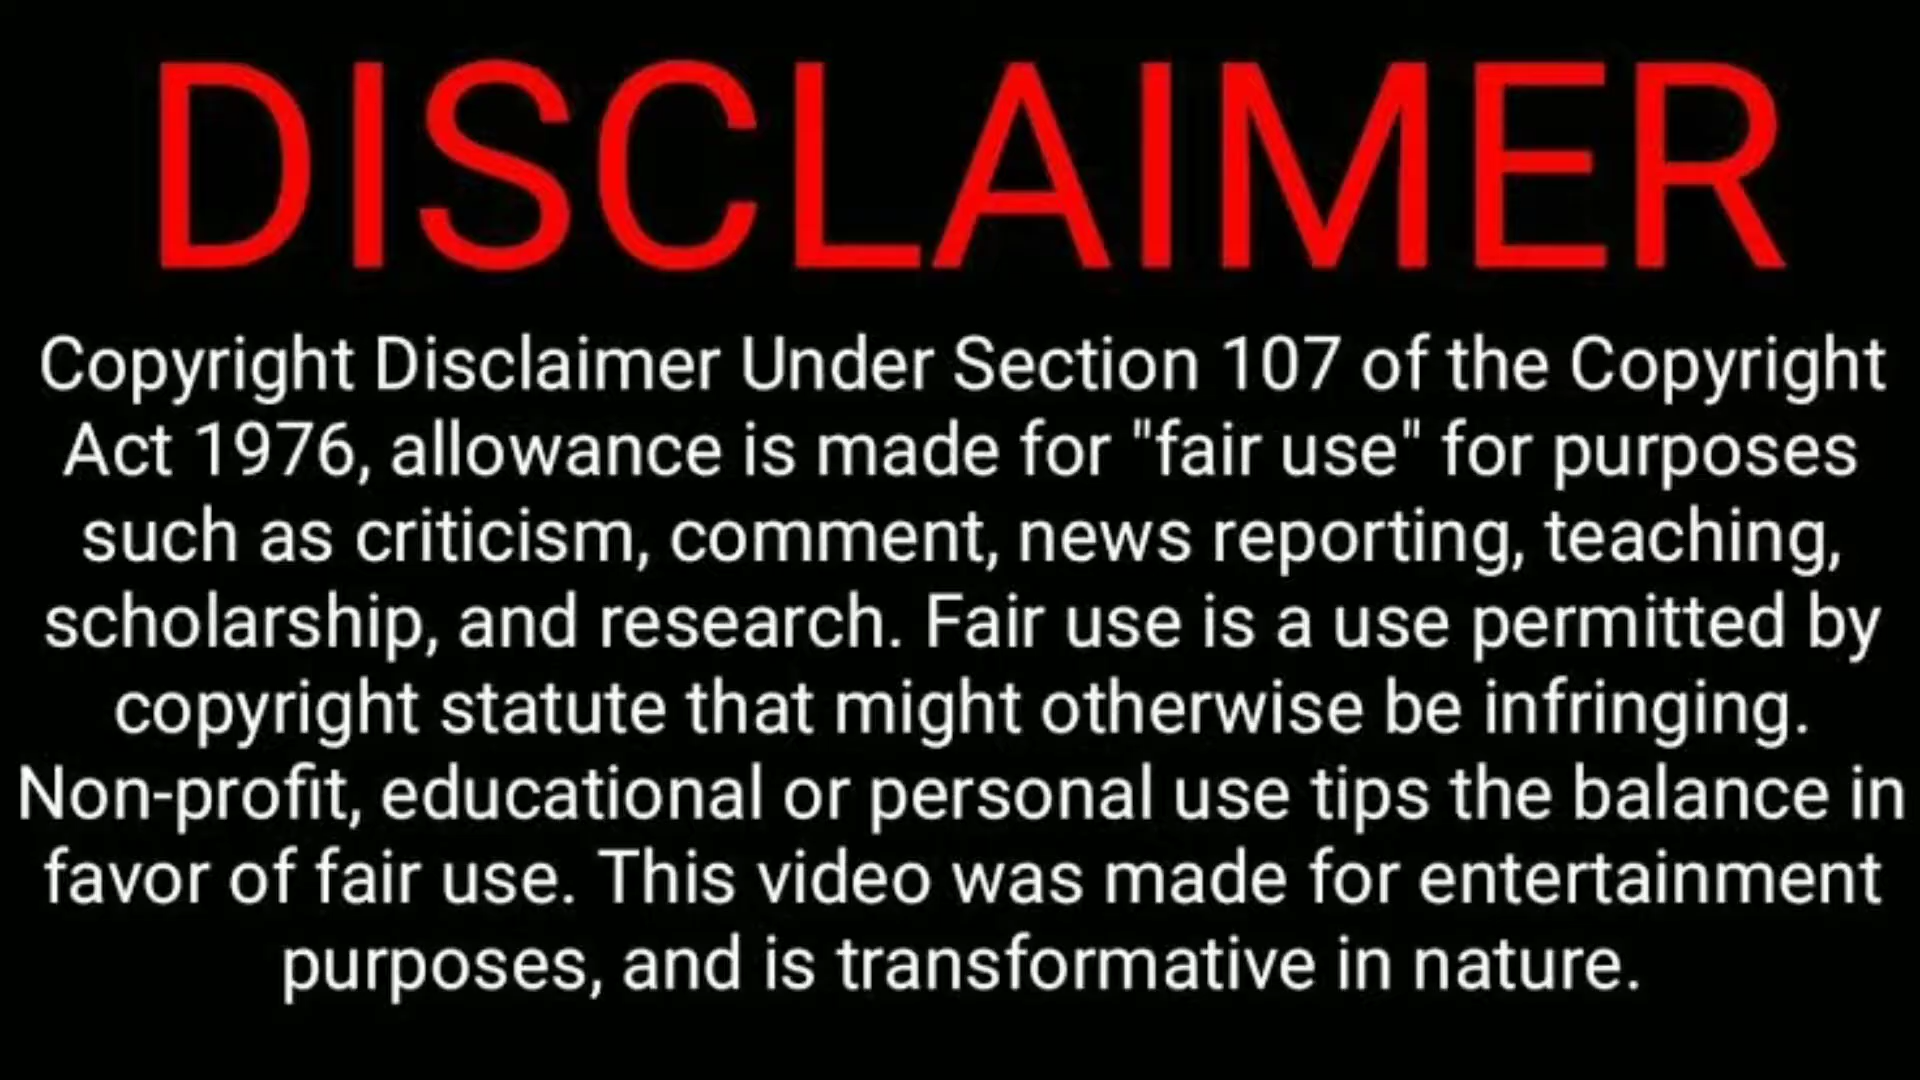 DISCLAIMER
Copyright Disclaimer Under Section 107 of the Copyright
Act 1976, allowance is made for "fair use" for purposes
such as criticism, comment, news reporting, teaching,
scholarship, and research. Fair use is a use permitted by
copyright statute that might otherwise be infringing.
Non-profit, educational or personal use tips the balance in
favor of fair use. This video was made for entertainment
purposes, and is transformative in nature.